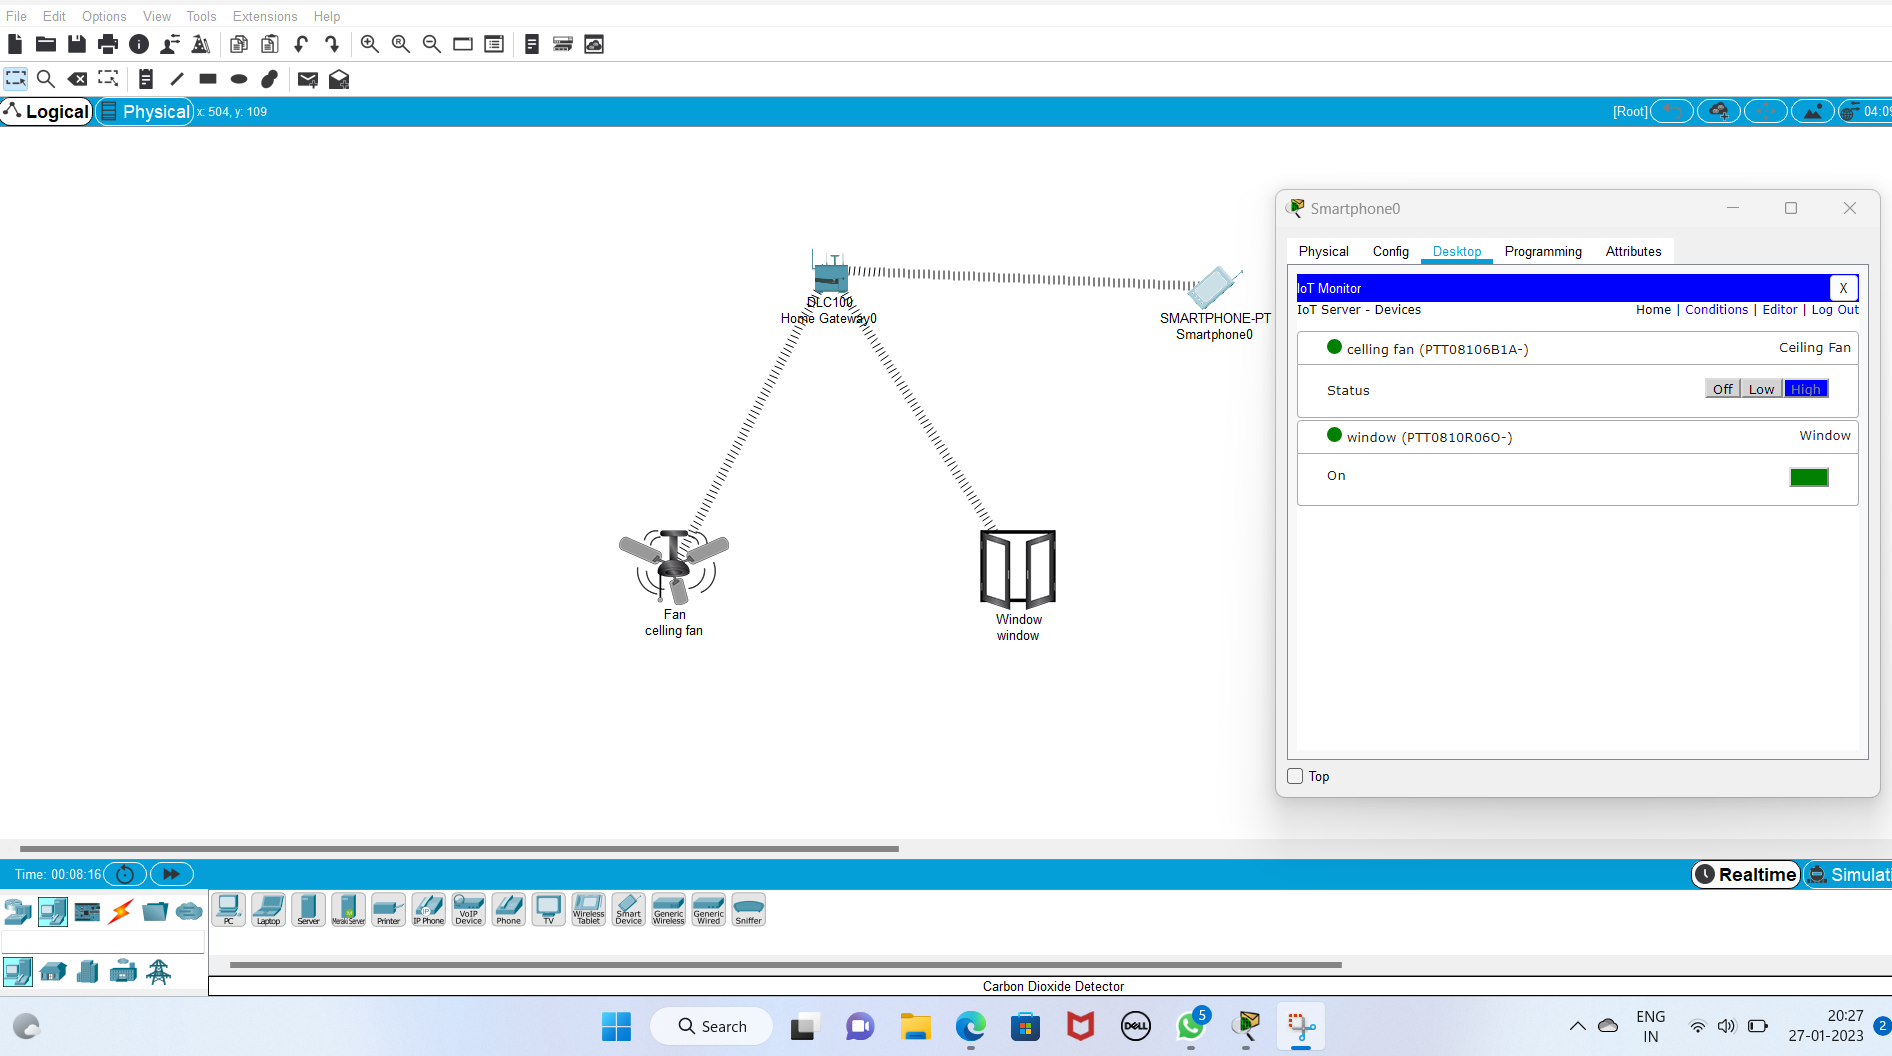 File Edit Options View Tools Extensions Help
Logical Physical x: 504, y: 109 [Root] 04:09
Smartphone0
Physical Config Desktop Programming Attributes
IoT Monitor X
IoT Server - Devices Home | Conditions | Editor | Log Out
celling fan (PTT08106B1A-) Ceiling Fan
Status Off Low High
window (PTT0810R06O-) Window
On
Top
DLC100
Home Gateway0
SMARTPHONE-PT
Smartphone0
Fan
celling fan
Window
window
Time: 00:08:16 Realtime Simulati
PC Laptop Server Meraki Server Printer IP Phone VoIP Device Phone TV Wireless Tablet Smart Device Generic Wireless Generic Wired Sniffer
Carbon Dioxide Detector
Search DELL 5 ENG IN 20:27 2
27-01-2023